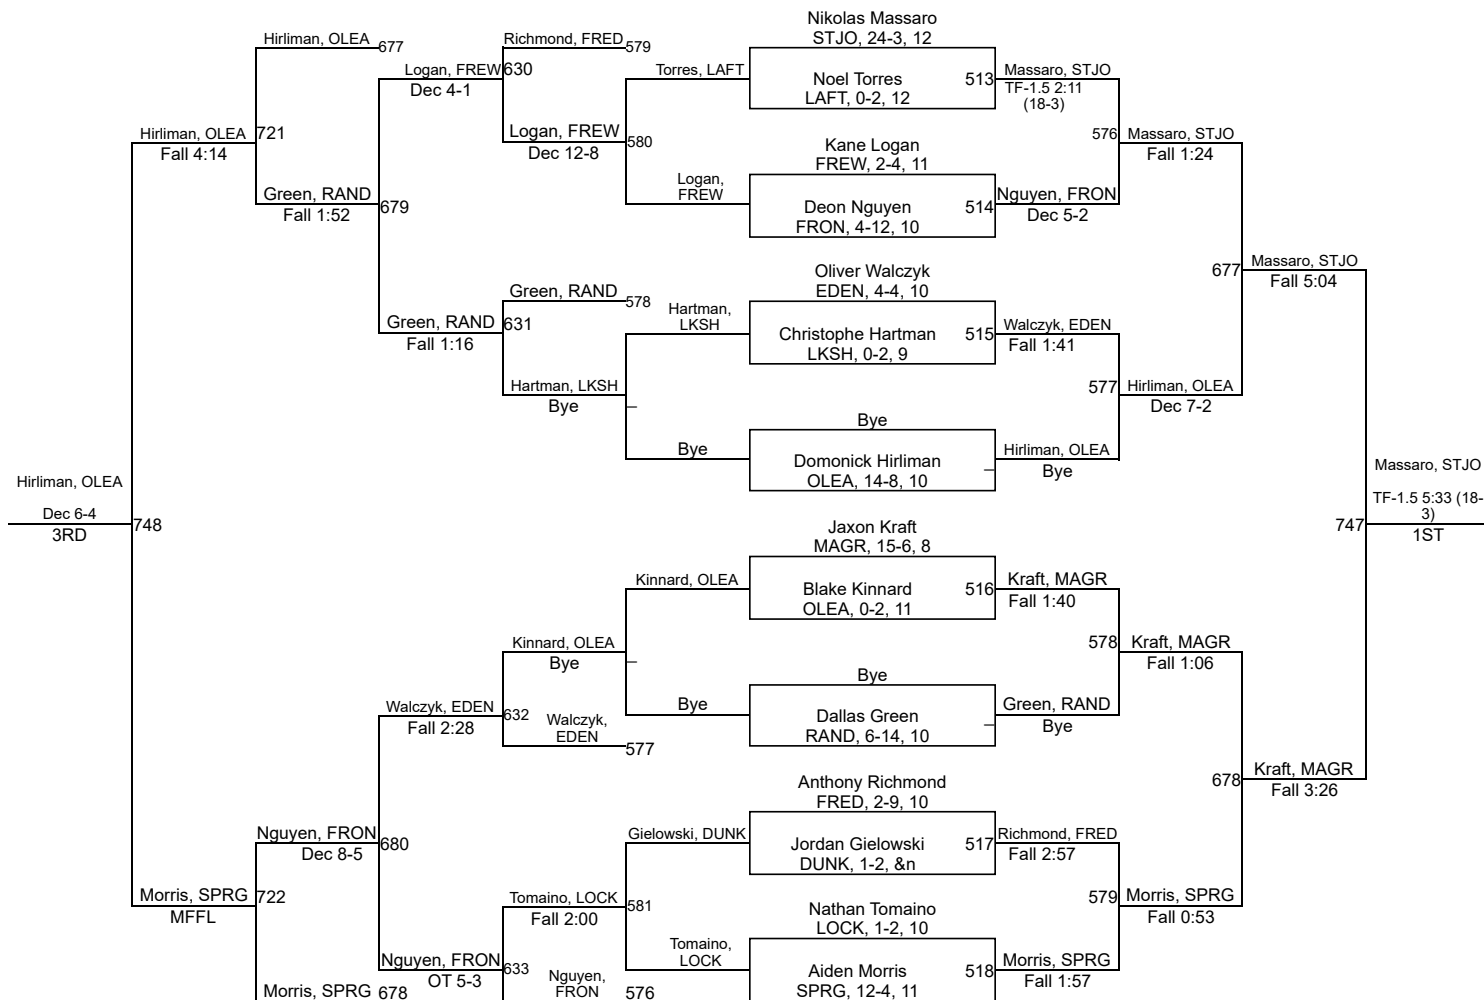 Nikolas Massaro
STJO, 24-3, 12
Hirliman, OLEA
677
Richmond, FRED
579
Logan, FREW
630
Dec 4-1
Torres, LAFT
Noel Torres
LAFT, 0-2, 12
513
Massaro, STJO
TF-1.5 2:11
(18-3)
Hirliman, OLEA
721
Fall 4:14
Logan, FREW
580
Dec 12-8
Kane Logan
FREW, 2-4, 11
576
Massaro, STJO
Fall 1:24
Green, RAND
679
Fall 1:52
Logan,
FREW
Deon Nguyen
FRON, 4-12, 10
514
Nguyen, FRON
Dec 5-2
Oliver Walczyk
EDEN, 4-4, 10
677
Massaro, STJO
Fall 5:04
Green, RAND
578
Green, RAND
631
Fall 1:16
Hartman,
LKSH
Christophe Hartman
LKSH, 0-2, 9
515
Walczyk, EDEN
Fall 1:41
Hartman, LKSH
Bye
–
577
Hirliman, OLEA
Dec 7-2
Bye
Bye
Domonick Hirliman
OLEA, 14-8, 10
–
Hirliman, OLEA
Bye
Hirliman, OLEA
Dec 6-4
3RD
748
Massaro, STJO
TF-1.5 5:33 (18-
3)
747
1ST
Jaxon Kraft
MAGR, 15-6, 8
Kinnard, OLEA
Blake Kinnard
OLEA, 0-2, 11
516
Kraft, MAGR
Fall 1:40
Kinnard, OLEA
Bye
–
578
Kraft, MAGR
Fall 1:06
Bye
Walczyk, EDEN
632
Fall 2:28
Walczyk,
EDEN
577
Bye
Dallas Green
RAND, 6-14, 10
–
Green, RAND
Bye
Anthony Richmond
FRED, 2-9, 10
678
Kraft, MAGR
Fall 3:26
Nguyen, FRON
680
Dec 8-5
Gielowski, DUNK
Jordan Gielowski
DUNK, 1-2, &n
517
Richmond, FRED
Fall 2:57
Morris, SPRG
722
MFFL
Tomaino, LOCK
581
Fall 2:00
Nathan Tomaino
LOCK, 1-2, 10
579
Morris, SPRG
Fall 0:53
Nguyen, FRON
633
OT 5-3
Tomaino,
LOCK
Aiden Morris
SPRG, 12-4, 11
518
Morris, SPRG
Fall 1:57
Morris, SPRG
678
Nguyen,
FRON
576